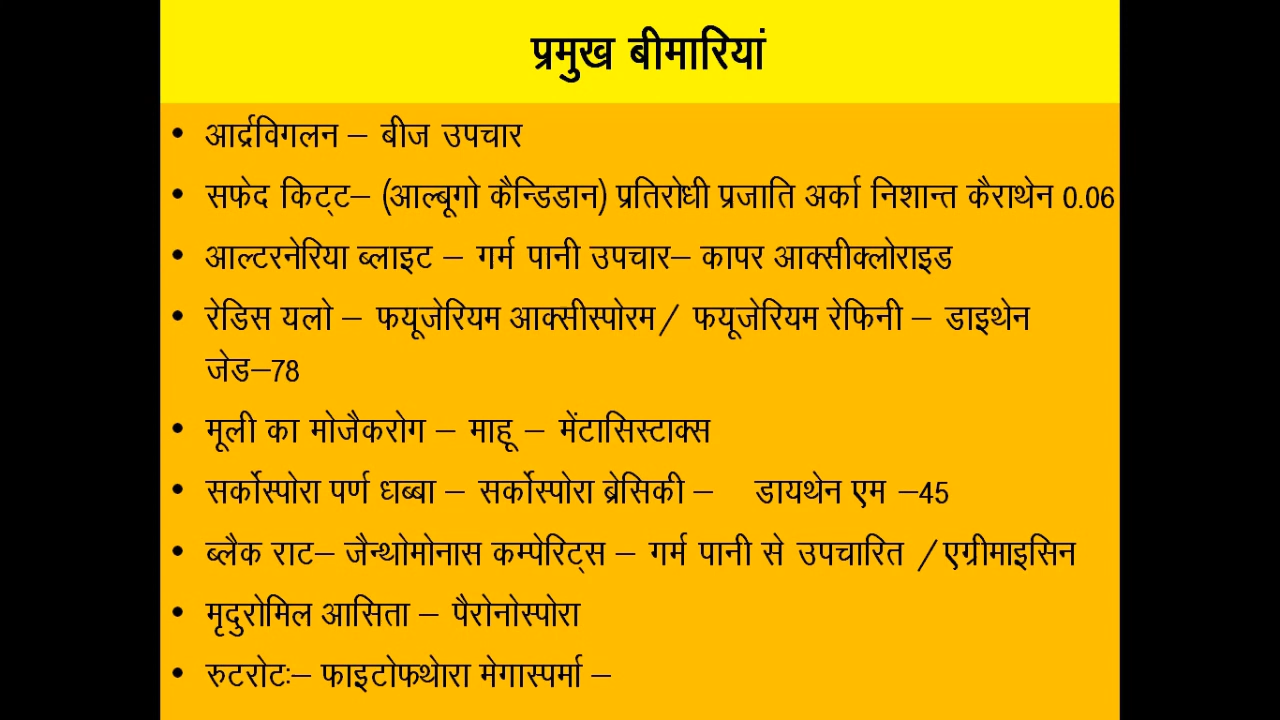 प्रमुख बीमारियां
• आर्द्रविगलन – बीज उपचार
• सफेद किट्ट– (आल्बूगो कैन्डिडान) प्रतिरोधी प्रजाति अर्का निशान्त कैराथेन 0.06
• आल्टरनेरिया ब्लाइट – गर्म पानी उपचार– कापर आक्सीक्लोराइड
• रेडिस यलो – फयूजेरियम आक्सीस्पोरम/ फयूजेरियम रेफिनी – डाइथेन
जेड–78
• मूली का मोजैकरोग – माहू – मेंटासिस्टाक्स
• सर्कोस्पोरा पर्ण धब्बा – सर्कोस्पोरा ब्रेसिकी – डायथेन एम –45
• ब्लैक राट– जैन्थोमोनास कम्पेरिट्स – गर्म पानी से उपचारित /एग्रीमाइसिन
• मृदुरोमिल आसिता – पैरोनोस्पोरा
• रुटरोटः– फाइटोफथेारा मेगास्पर्मा –